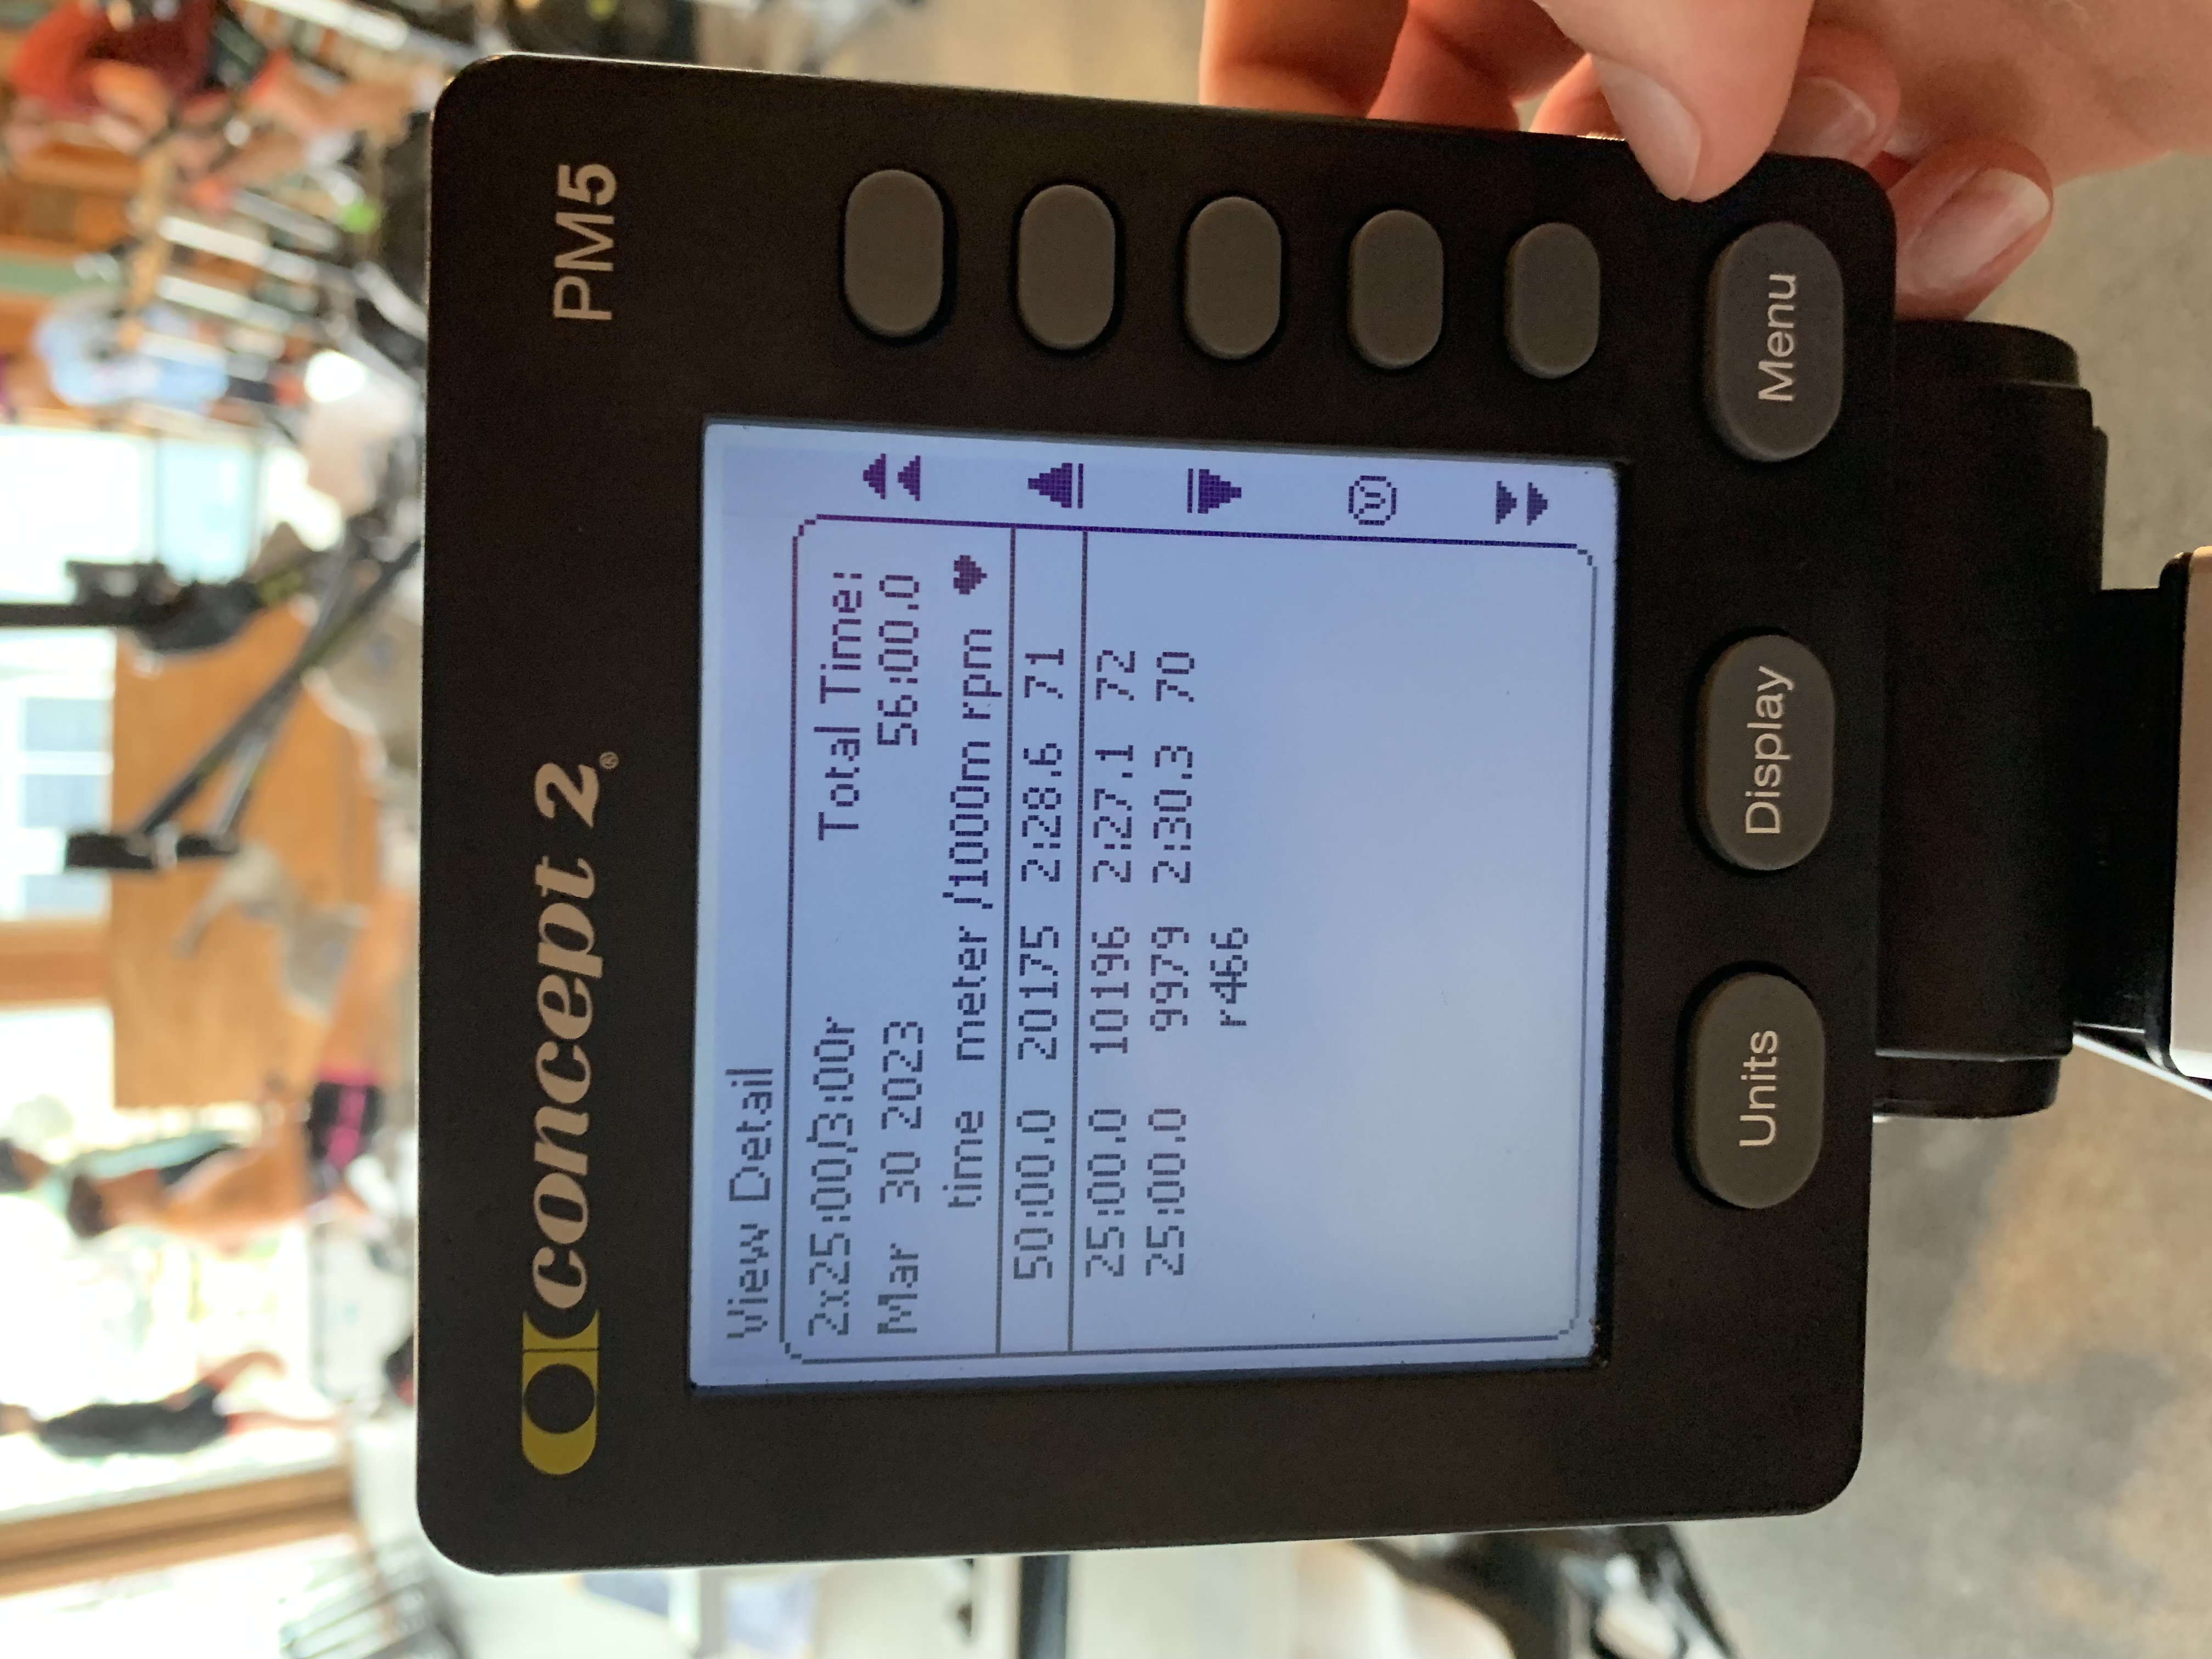 concept 2®
PM5
View Detail
2x25:00/3:00r Total Time:
Mar 30 2023 56:00.0
time meter /1000m rpm ♥
50:00.0 20175 2:28.6 71
25:00.0 10196 2:27.1 72
25:00.0 9979 2:30.3 70
r466
V
Units Display Menu